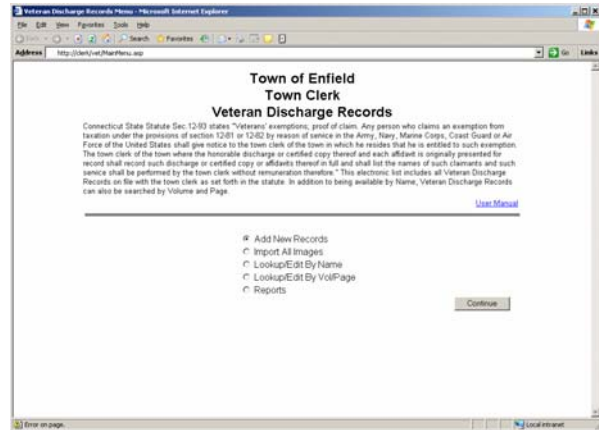 Veteran Discharge Records Menu - Microsoft Internet Explorer
File Edit View Favorites Tools Help
Search Favorites
Address http://clerk/vet/MainMenu.asp Go Links
Town of Enfield
Town Clerk
Veteran Discharge Records
Connecticut State Statute Sec.12-93 states "Veterans' exemptions, proof of claim. Any person who claims an exemption from
taxation under the provisions of section 12-81 or 12-82 by reason of service in the Army, Navy, Marine Corps, Coast Guard or Air
Force of the United States shall give notice to the town clerk of the town in which he resides that he is entitled to such exemption.
The town clerk of the town where the honorable discharge or certified copy thereof and each affidavit is originally presented for
record shall record such discharge or certified copy or affidavits thereof in full and shall list the names of such claimants and such
service shall be performed by the town clerk without remuneration therefore." This electronic list includes all Veteran Discharge
Records on file with the town clerk as set forth in the statute. In addition to being available by Name, Veteran Discharge Records
can also be searched by Volume and Page.
User Manual
Add New Records
Import All Images
Lookup/Edit By Name
Lookup/Edit By Vol/Page
Reports
Continue
Error on page. Local intranet